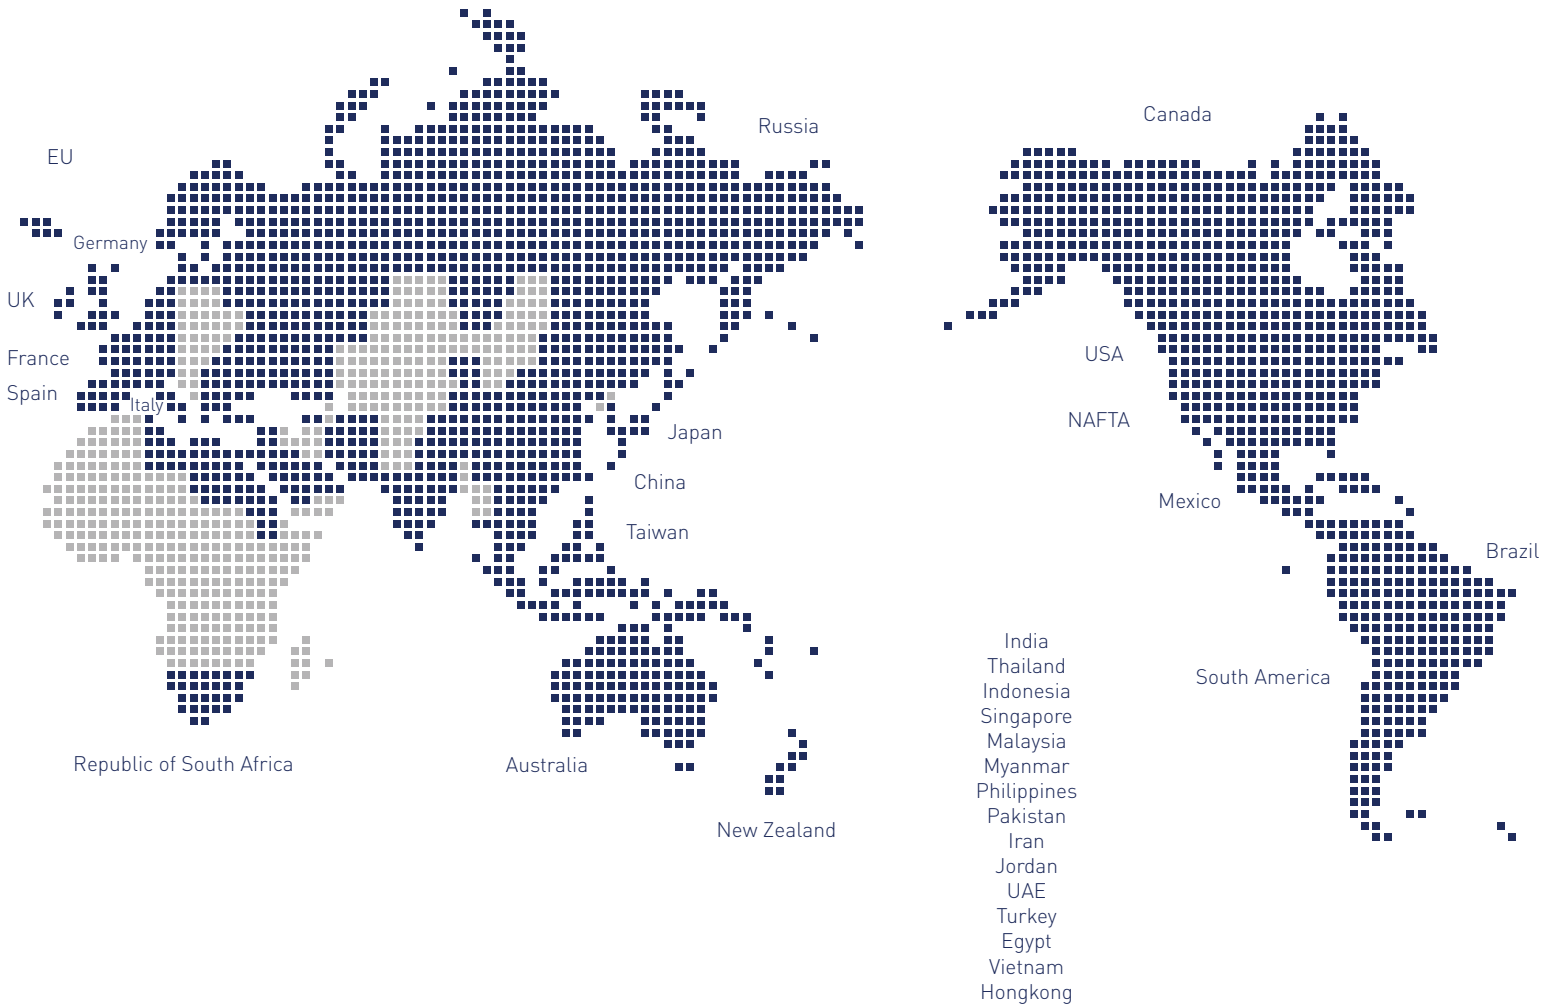 Canada
Russia
EU
Germany
UK
USA
France
Spain
Italy
NAFTA
Japan
China
Mexico
Taiwan
Brazil
South America
Republic of South Africa
Australia
New Zealand
India
Thailand
Indonesia
Singapore
Malaysia
Myanmar
Philippines
Pakistan
Iran
Jordan
UAE
Turkey
Egypt
Vietnam
Hongkong